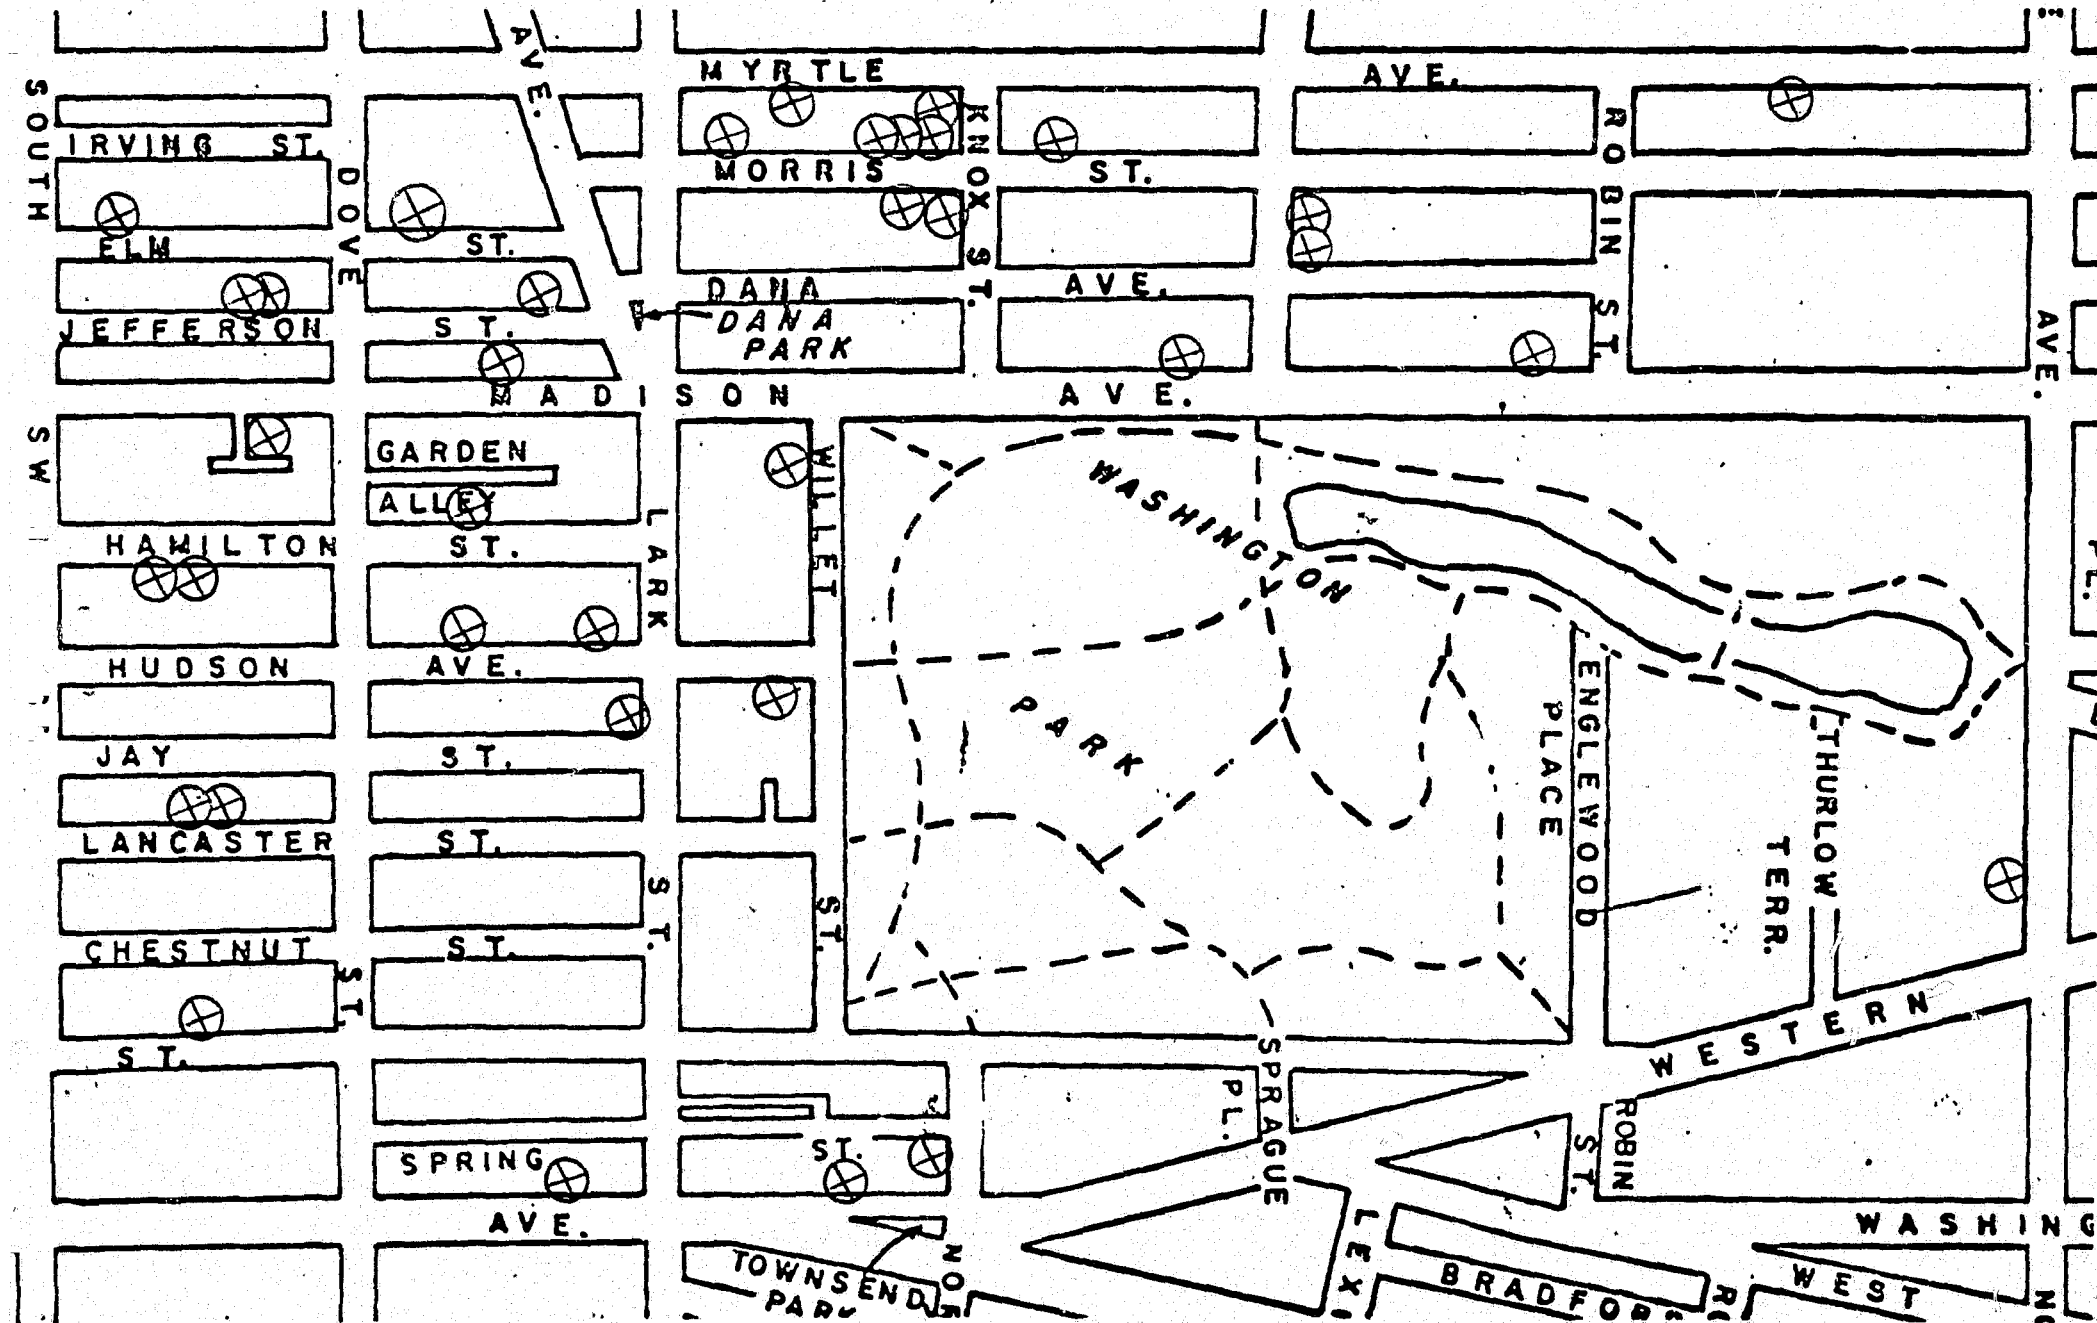 AVE.
MYRTLE AVE.
SOUTH
IRVING ST.
KNOX ST.
ROBIN ST.
DOVE ST.
MORRIS ST.
ELM ST.
DANA AVE.
DANA
PARK
JEFFERSON ST.
AVE.
MADISON AVE.
SW
GARDEN
ALLEY
WILLET ST.
WASHINGTON
PARK
LARK ST.
HAMILTON ST.
PL.
HUDSON AVE.
ENGLEWOOD
PLACE
JAY ST.
THURLOW
TERR.
LANCASTER ST.
CHESTNUT ST.
WESTERN
ST.
SPRAGUE
PL.
ROBIN
ST.
SPRING ST.
AVE.
WASHING
TOWNSEND
PARK
BRADFOR
WEST